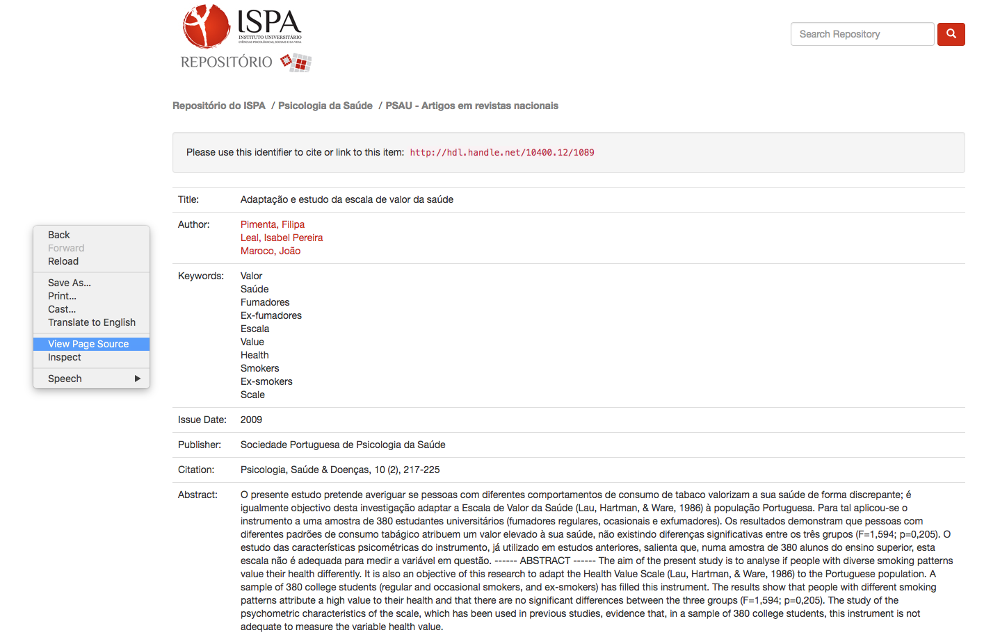 ISPA
INSTITUTO UNIVERSITÁRIO
CIÊNCIAS PSICOLÓGICAS, SOCIAIS E DA VIDA
REPOSITÓRIO
Search Repository
Repositório do ISPA / Psicologia da Saúde / PSAU - Artigos em revistas nacionais
Please use this identifier to cite or link to this item: http://hdl.handle.net/10400.12/1089
Title: Adaptação e estudo da escala de valor da saúde
Author: Pimenta, Filipa
Leal, Isabel Pereira
Maroco, João
Keywords: Valor
Saúde
Fumadores
Ex-fumadores
Escala
Value
Health
Smokers
Ex-smokers
Scale
Issue Date: 2009
Publisher: Sociedade Portuguesa de Psicologia da Saúde
Citation: Psicologia, Saúde & Doenças, 10 (2), 217-225
Abstract: O presente estudo pretende averiguar se pessoas com diferentes comportamentos de consumo de tabaco valorizam a sua saúde de forma discrepante; é
igualmente objectivo desta investigação adaptar a Escala de Valor da Saúde (Lau, Hartman, & Ware, 1986) à população Portuguesa. Para tal aplicou-se o
instrumento a uma amostra de 380 estudantes universitários (fumadores regulares, ocasionais e exfumadores). Os resultados demonstram que pessoas com
diferentes padrões de consumo tabágico atribuem um valor elevado à sua saúde, não existindo diferenças significativas entre os três grupos (F=1,594; p=0,205). O
estudo das características psicométricas do instrumento, já utilizado em estudos anteriores, salienta que, numa amostra de 380 alunos do ensino superior, esta
escala não é adequada para medir a variável em questão. ------ ABSTRACT ------ The aim of the present study is to analyse if people with diverse smoking patterns
value their health differently. It is also an objective of this research to adapt the Health Value Scale (Lau, Hartman, & Ware, 1986) to the Portuguese population. A
sample of 380 college students (regular and occasional smokers, and ex-smokers) has filled this instrument. The results show that people with different smoking
patterns attribute a high value to their health and that there are no significant differences between the three groups (F=1,594; p=0,205). The study of the
psychometric characteristics of the scale, which has been used in previous studies, evidence that, in a sample of 380 college students, this instrument is not
adequate to measure the variable health value.
Back
Forward
Reload
Save As...
Print...
Cast...
Translate to English
View Page Source
Inspect
Speech